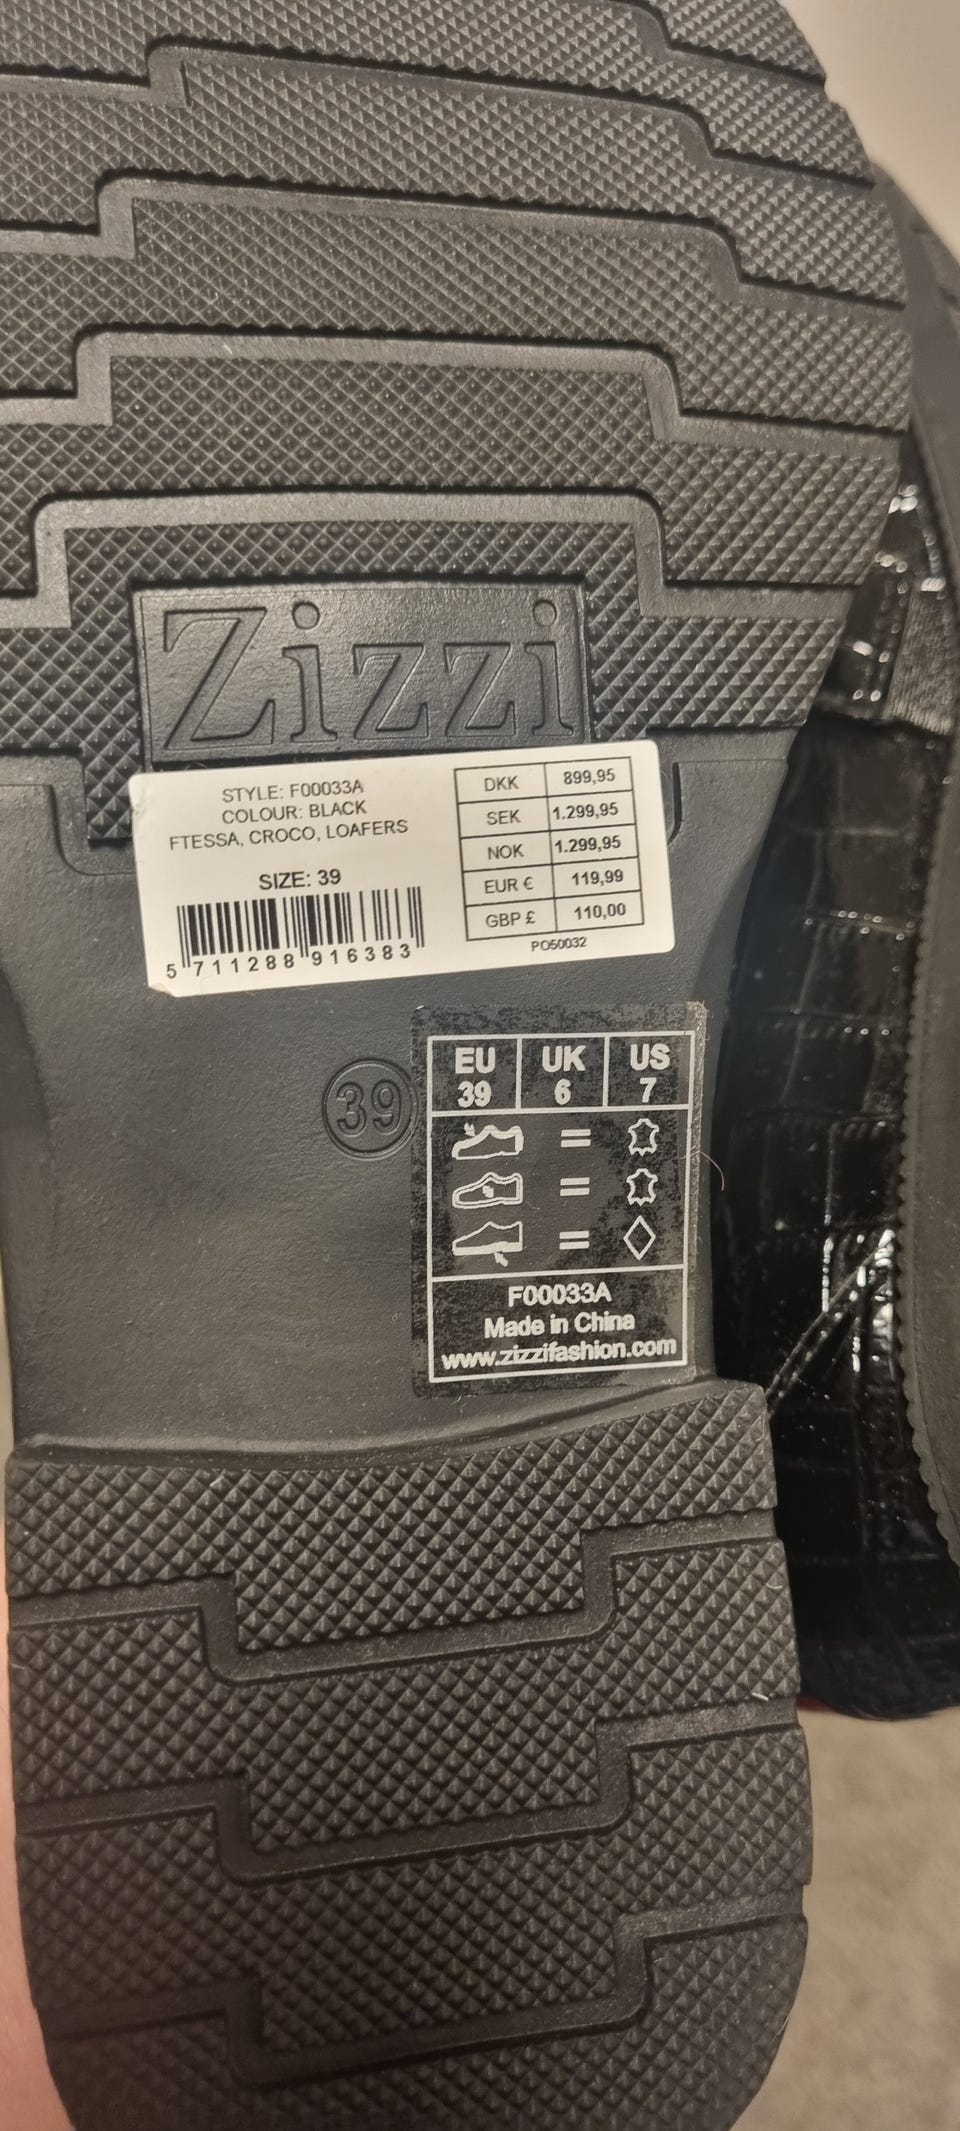 Zizzi
STYLE: F00033A
COLOUR: BLACK
FTESSA, CROCO, LOAFERS
SIZE: 39
5 711288 916383
DKK 899,95
SEK 1.299,95
NOK 1.299,95
EUR € 119,99
GBP £ 110,00
PO50032
39
EU UK US
39 6 7
=
=
=
F00033A
Made in China
www.zizzifashion.com